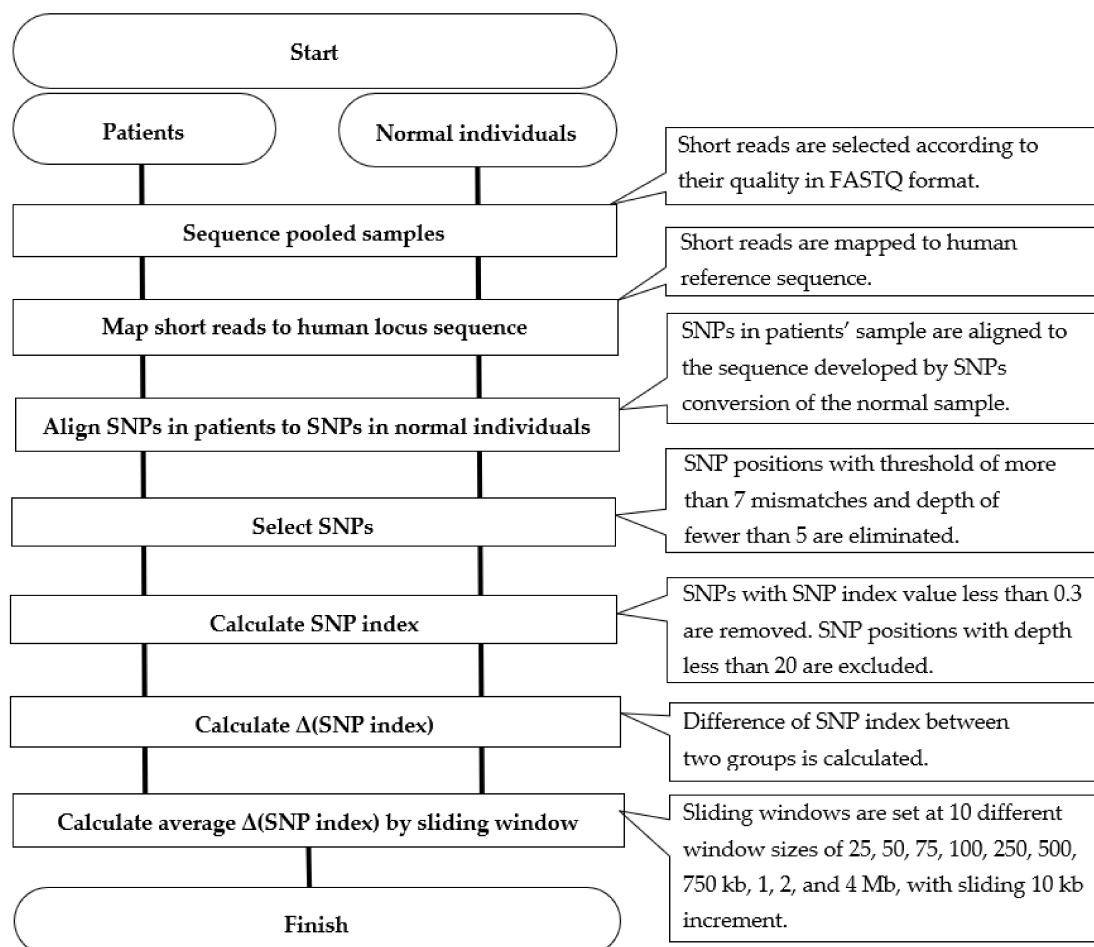 Start
Patients
Normal individuals
Short reads are selected according to
their quality in FASTQ format.
Sequence pooled samples
Short reads are mapped to human
reference sequence.
Map short reads to human locus sequence
SNPs in patients’ sample are aligned to
the sequence developed by SNPs
conversion of the normal sample.
Align SNPs in patients to SNPs in normal individuals
SNP positions with threshold of more
than 7 mismatches and depth of
fewer than 5 are eliminated.
Select SNPs
SNPs with SNP index value less than 0.3
are removed. SNP positions with depth
less than 20 are excluded.
Calculate SNP index
Calculate Δ(SNP index)
Difference of SNP index between
two groups is calculated.
Calculate average Δ(SNP index) by sliding window
Sliding windows are set at 10 different
window sizes of 25, 50, 75, 100, 250, 500,
750 kb, 1, 2, and 4 Mb, with sliding 10 kb
increment.
Finish